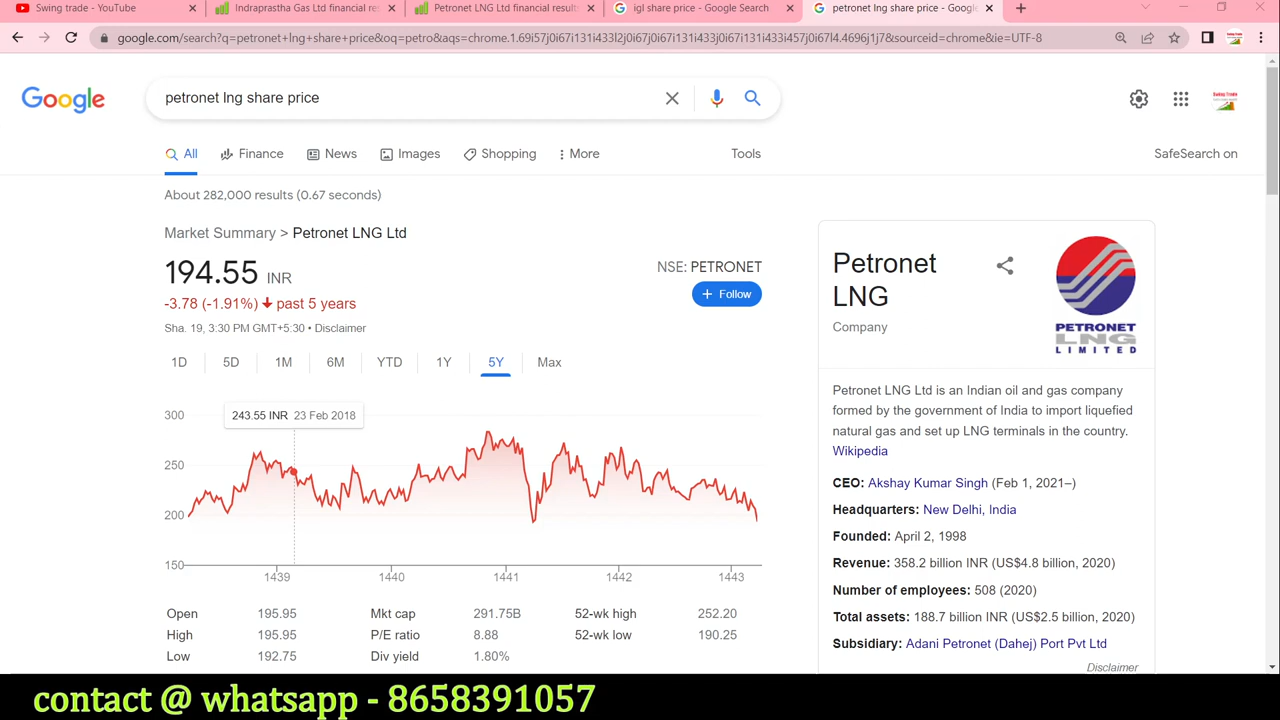 Swing trade - YouTube
Indraprastha Gas Ltd financial res
Petronet LNG Ltd financial result
igl share price - Google Search
petronet lng share price - Googl
google.com/search?q=petronet+lng+share+price&oq=petro&aqs=chrome.1.69i57j0i67i131i433l2j0i67j0i67i131i433j0i67i131i433i457j0i67l4.4696j1j7&sourceid=chrome&ie=UTF-8
Google
petronet lng share price
All
Finance
News
Images
Shopping
More
Tools
SafeSearch on
About 282,000 results (0.67 seconds)
Market Summary > Petronet LNG Ltd
194.55 INR
NSE: PETRONET
-3.78 (-1.91%) past 5 years
+ Follow
Sha. 19, 3:30 PM GMT+5:30 • Disclaimer
1D
5D
1M
6M
YTD
1Y
5Y
Max
243.55 INR 23 Feb 2018
300
250
200
150
1439
1440
1441
1442
1443
Open 195.95
Mkt cap 291.75B
52-wk high 252.20
High 195.95
P/E ratio 8.88
52-wk low 190.25
Low 192.75
Div yield 1.80%
Petronet
LNG
Company
PETRONET
LNG
LIMITED
Petronet LNG Ltd is an Indian oil and gas company
formed by the government of India to import liquefied
natural gas and set up LNG terminals in the country.
Wikipedia
CEO: Akshay Kumar Singh (Feb 1, 2021–)
Headquarters: New Delhi, India
Founded: April 2, 1998
Revenue: 358.2 billion INR (US$4.8 billion, 2020)
Number of employees: 508 (2020)
Total assets: 188.7 billion INR (US$2.5 billion, 2020)
Subsidiary: Adani Petronet (Dahej) Port Pvt Ltd
Disclaimer
contact @ whatsapp - 8658391057